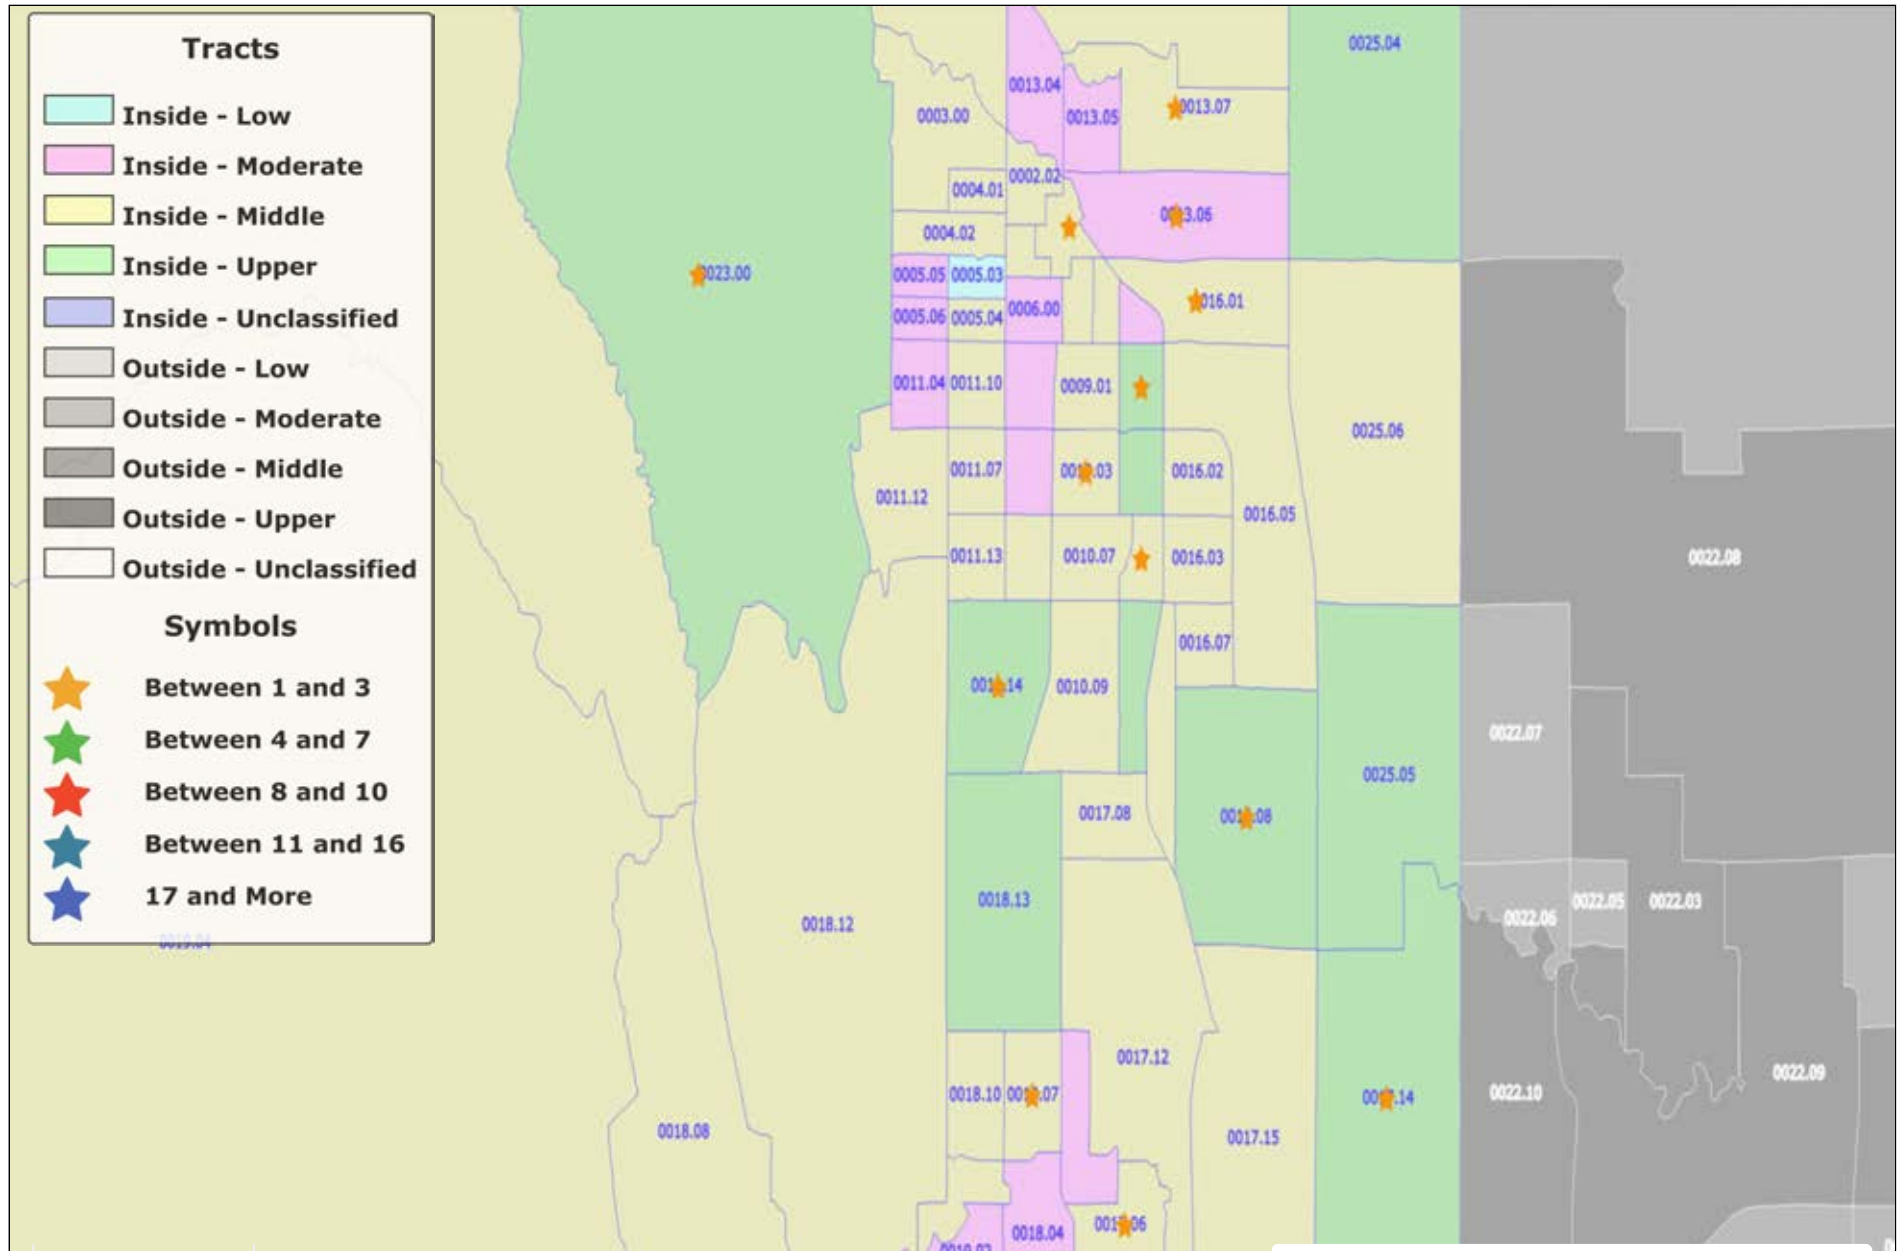 Tracts
Inside - Low
Inside - Moderate
Inside - Middle
Inside - Upper
Inside - Unclassified
Outside - Low
Outside - Moderate
Outside - Middle
Outside - Upper
Outside - Unclassified
Symbols
Between 1 and 3
Between 4 and 7
Between 8 and 10
Between 11 and 16
17 and More
0019.04
0025.04
0013.04
0013.07
0003.00
0013.05
0002.02
0004.01
0004.02
0023.00
0005.05
0005.03
0016.01
0005.06
0005.04
0006.00
0011.04
0011.10
0009.01
0025.06
0011.07
0016.02
0011.12
0016.05
0011.13
0010.07
0016.03
0022.08
0016.07
0010.09
0022.07
0025.05
0017.08
0018.13
0022.05
0022.03
0022.06
0018.12
0017.12
0022.09
0018.10
0022.10
0018.08
0017.15
0018.04